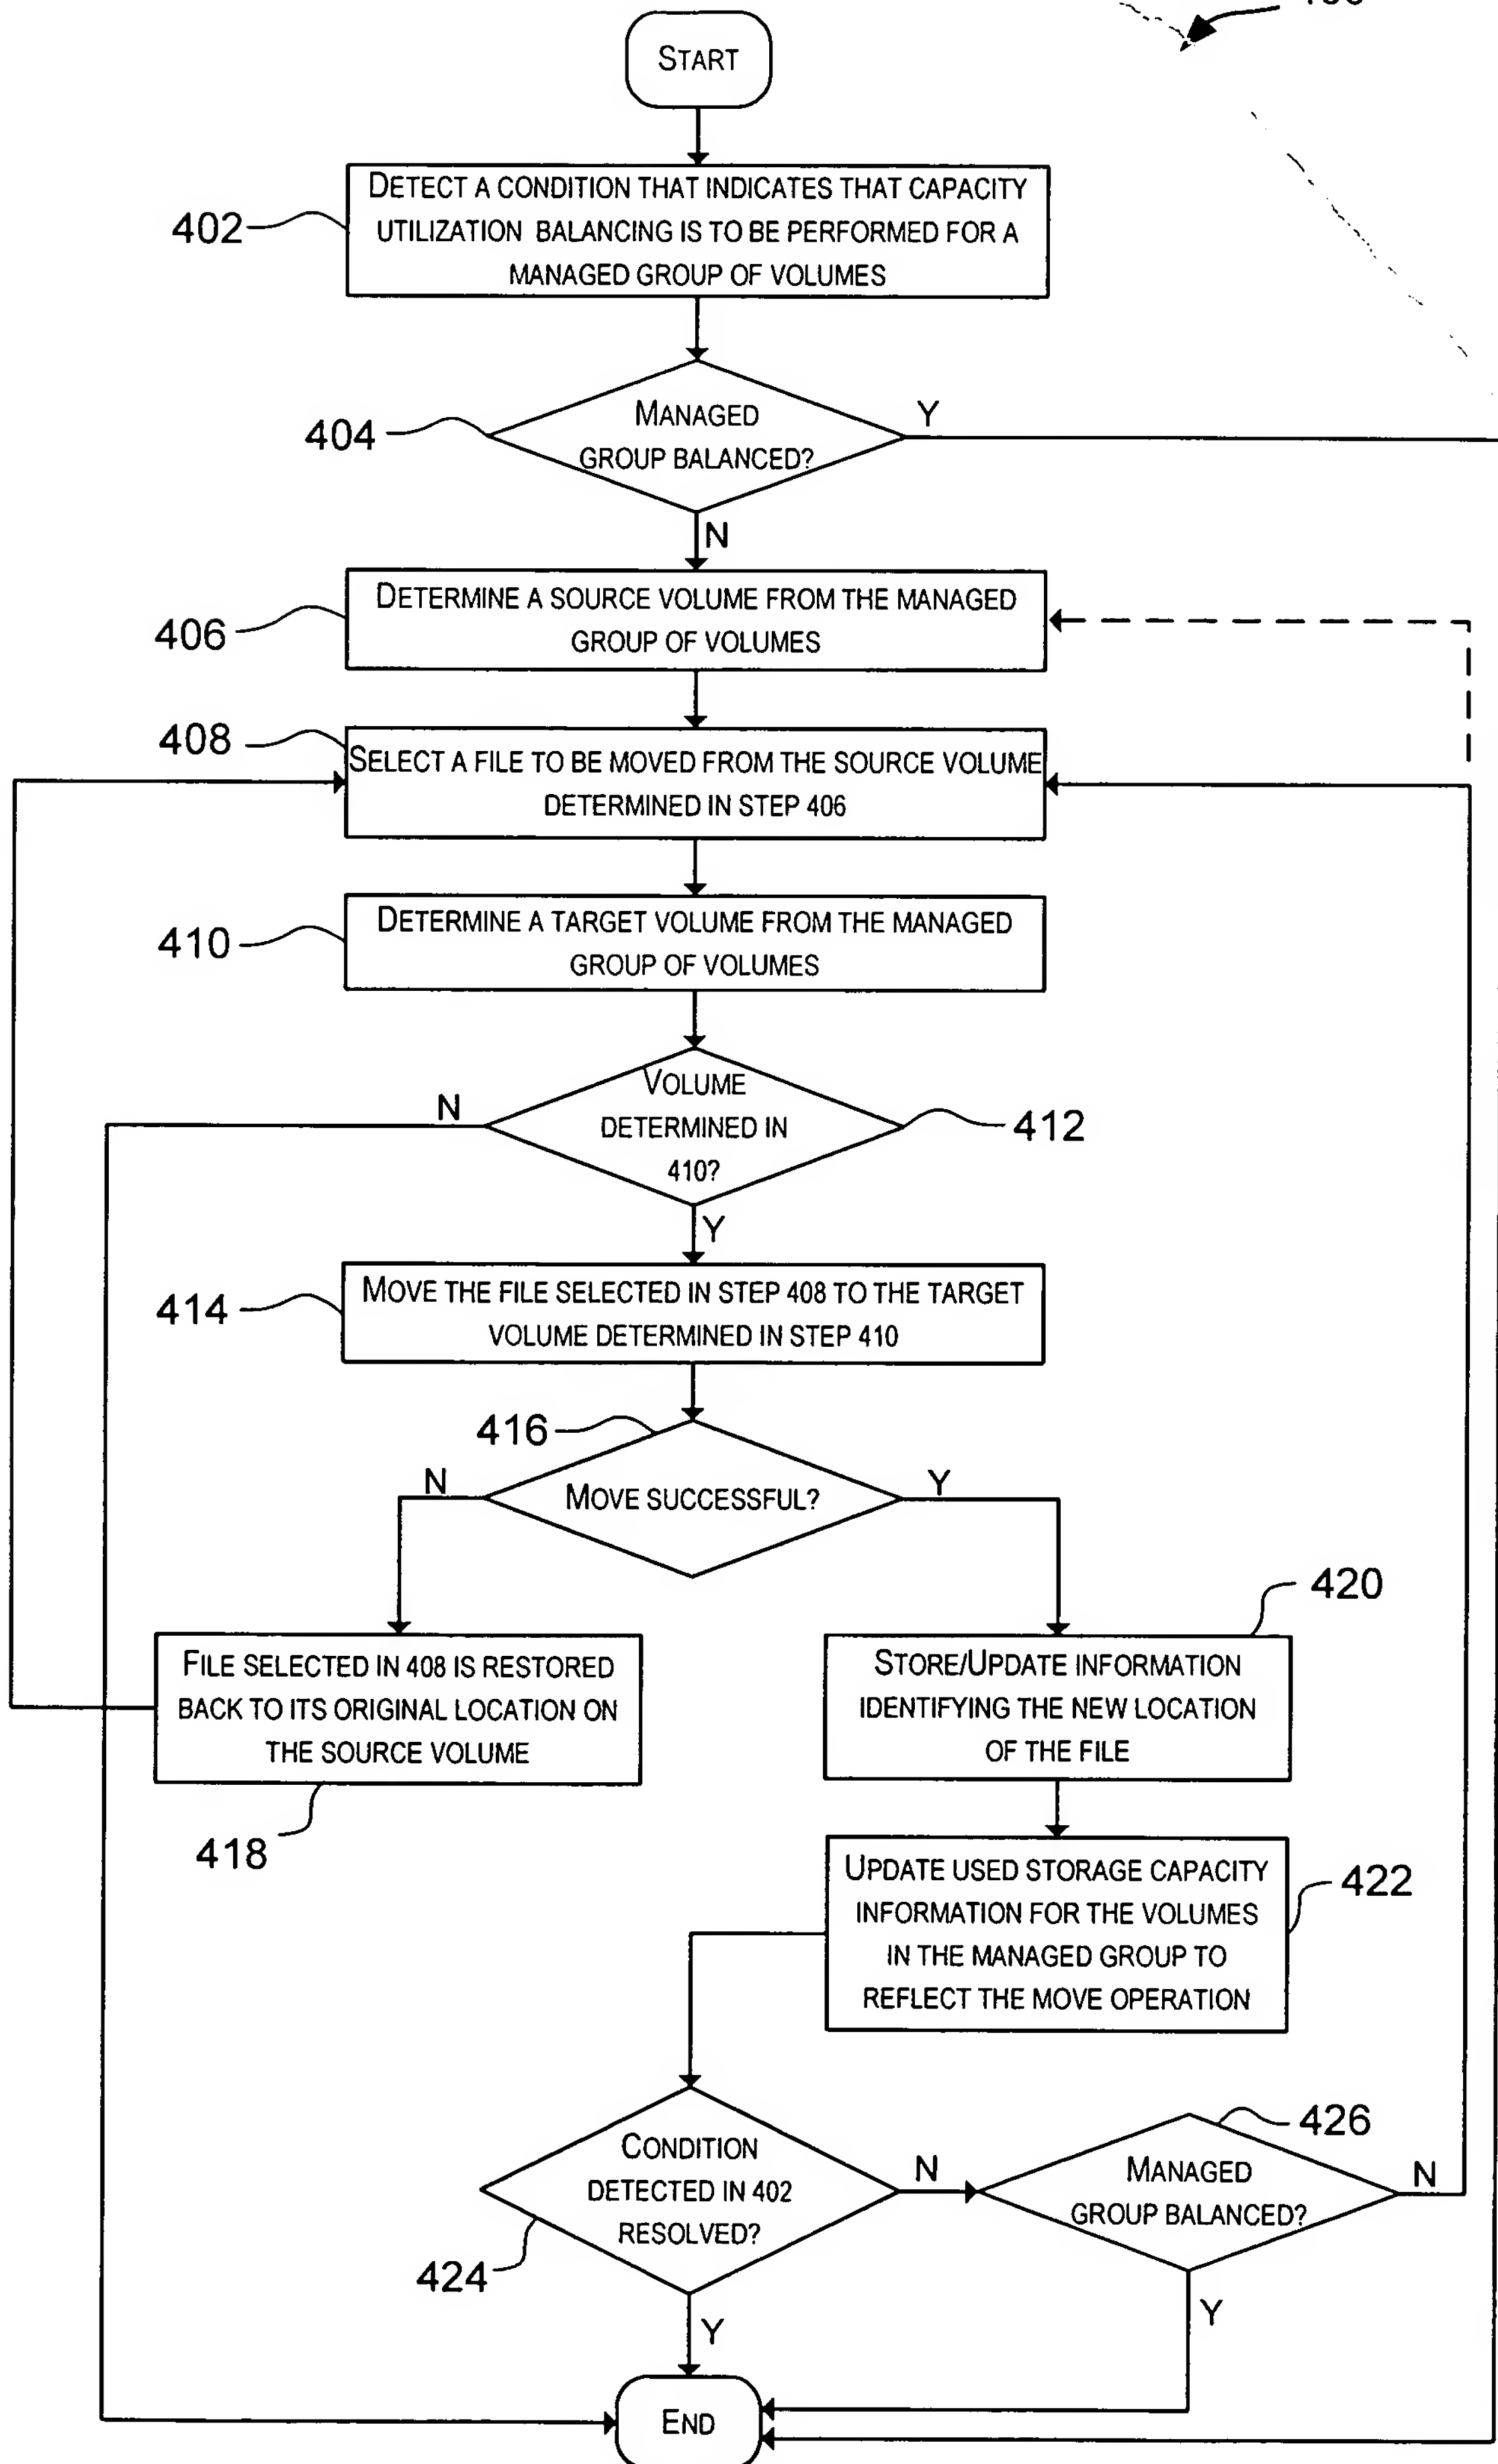 START
DETECT A CONDITION THAT INDICATES THAT CAPACITY
UTILIZATION BALANCING IS TO BE PERFORMED FOR A
MANAGED GROUP OF VOLUMES
402
MANAGED
GROUP BALANCED?
404
Y
N
DETERMINE A SOURCE VOLUME FROM THE MANAGED
GROUP OF VOLUMES
406
408
SELECT A FILE TO BE MOVED FROM THE SOURCE VOLUME
DETERMINED IN STEP 406
DETERMINE A TARGET VOLUME FROM THE MANAGED
GROUP OF VOLUMES
410
VOLUME
DETERMINED IN
410?
N
412
Y
MOVE THE FILE SELECTED IN STEP 408 TO THE TARGET
VOLUME DETERMINED IN STEP 410
414
416
N
MOVE SUCCESSFUL?
Y
420
FILE SELECTED IN 408 IS RESTORED
BACK TO ITS ORIGINAL LOCATION ON
THE SOURCE VOLUME
418
STORE/UPDATE INFORMATION
IDENTIFYING THE NEW LOCATION
OF THE FILE
UPDATE USED STORAGE CAPACITY
INFORMATION FOR THE VOLUMES
IN THE MANAGED GROUP TO
REFLECT THE MOVE OPERATION
422
CONDITION
DETECTED IN 402
RESOLVED?
424
N
426
MANAGED
GROUP BALANCED?
N
Y
Y
END